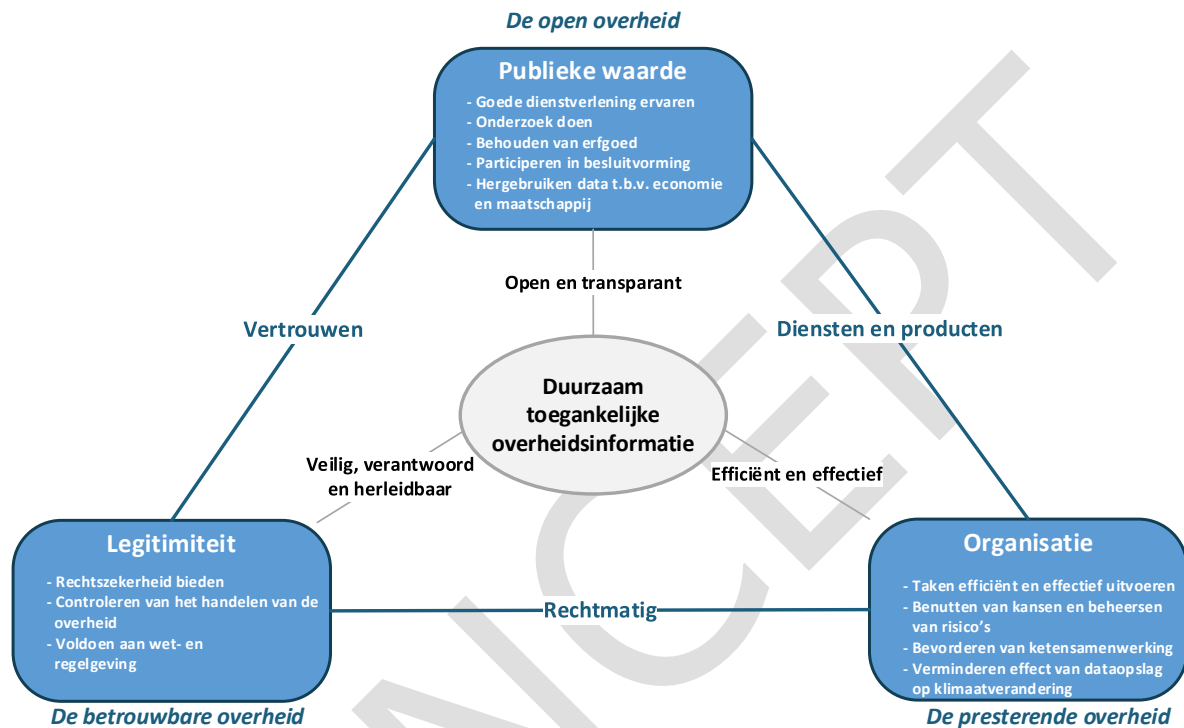 De open overheid
Publieke waarde
- Goede dienstverlening ervaren
- Onderzoek doen
- Behouden van erfgoed
- Participeren in besluitvorming
- Hergebruiken data t.b.v. economie
en maatschappij
Open en transparant
Vertrouwen
Diensten en producten
Duurzaam
toegankelijke
overheidsinformatie
Veilig, verantwoord
en herleidbaar
Efficiënt en effectief
Legitimiteit
- Rechtszekerheid bieden
- Controleren van het handelen van de
overheid
- Voldoen aan wet- en
regelgeving
Rechtmatig
Organisatie
- Taken efficiënt en effectief uitvoeren
- Benutten van kansen en beheersen
van risico's
- Bevorderen van ketensamenwerking
- Verminderen effect van dataopslag
op klimaatverandering
De betrouwbare overheid
De presterende overheid
NCEPT